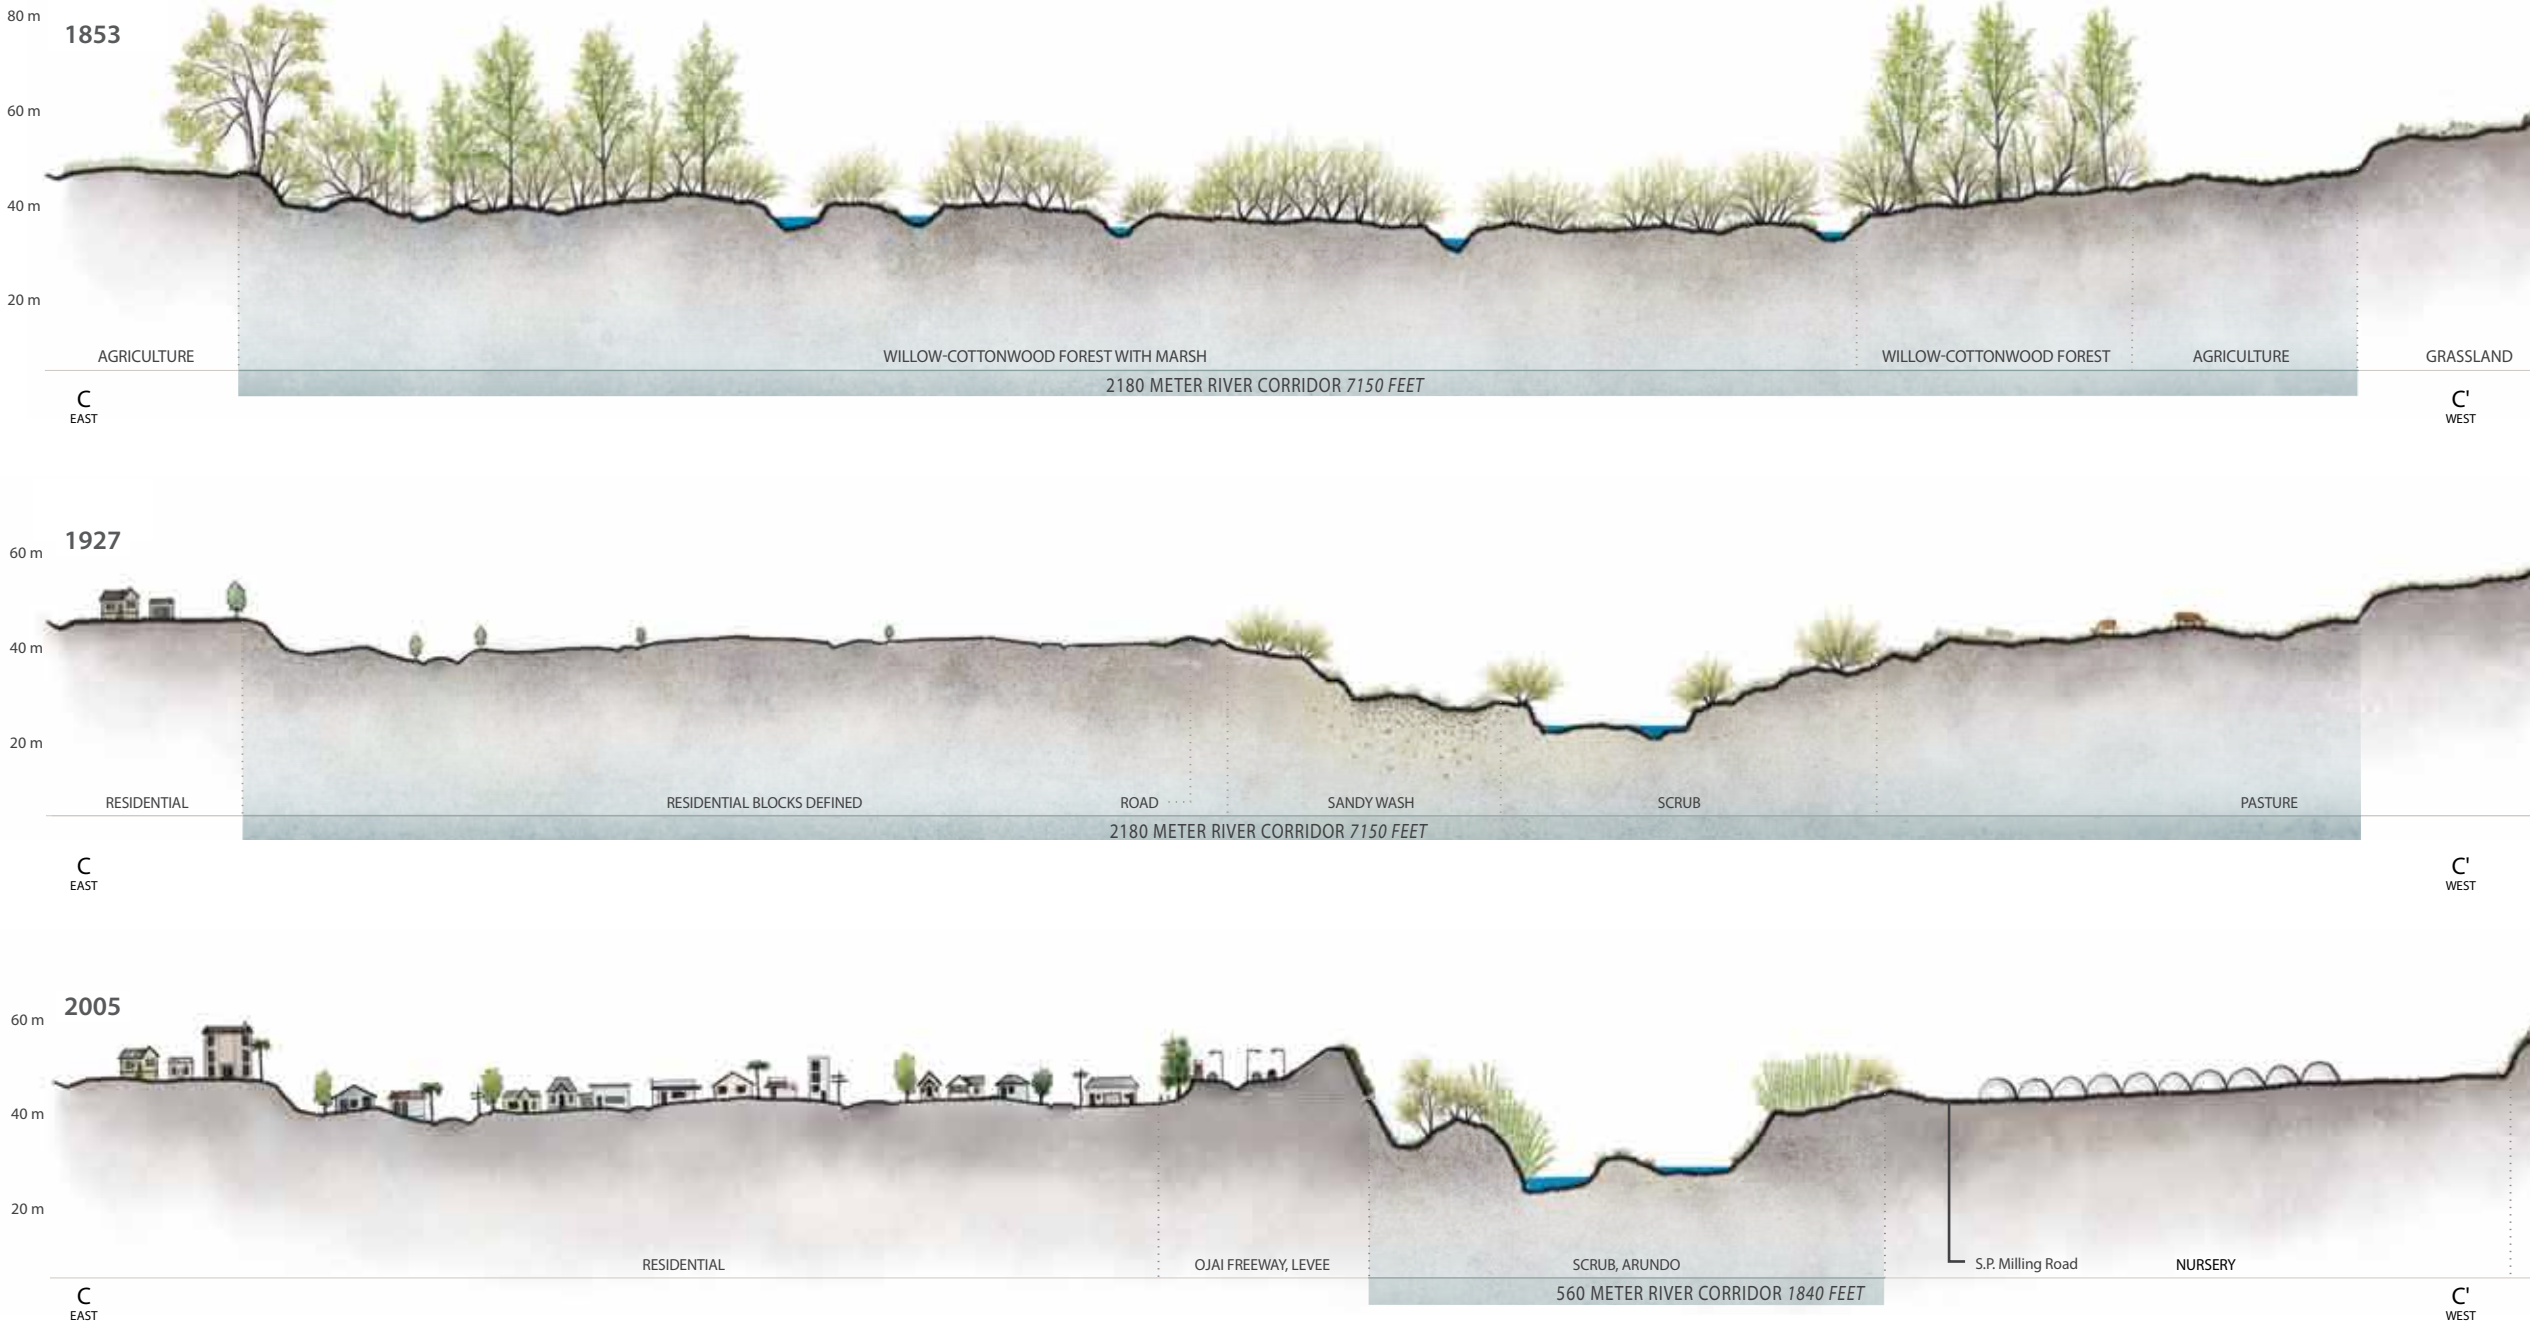 80 m
1853
60 m
40 m
20 m
AGRICULTURE
WILLOW-COTTONWOOD FOREST WITH MARSH
WILLOW-COTTONWOOD FOREST
AGRICULTURE
GRASSLAND
2180 METER RIVER CORRIDOR 7150 FEET
C
EAST
C'
WEST
1927
60 m
40 m
20 m
RESIDENTIAL
RESIDENTIAL BLOCKS DEFINED
ROAD
SANDY WASH
SCRUB
PASTURE
2180 METER RIVER CORRIDOR 7150 FEET
C
EAST
C'
WEST
2005
60 m
40 m
20 m
RESIDENTIAL
OJAI FREEWAY, LEVEE
SCRUB, ARUNDO
S.P. Milling Road
NURSERY
560 METER RIVER CORRIDOR 1840 FEET
C
EAST
C'
WEST